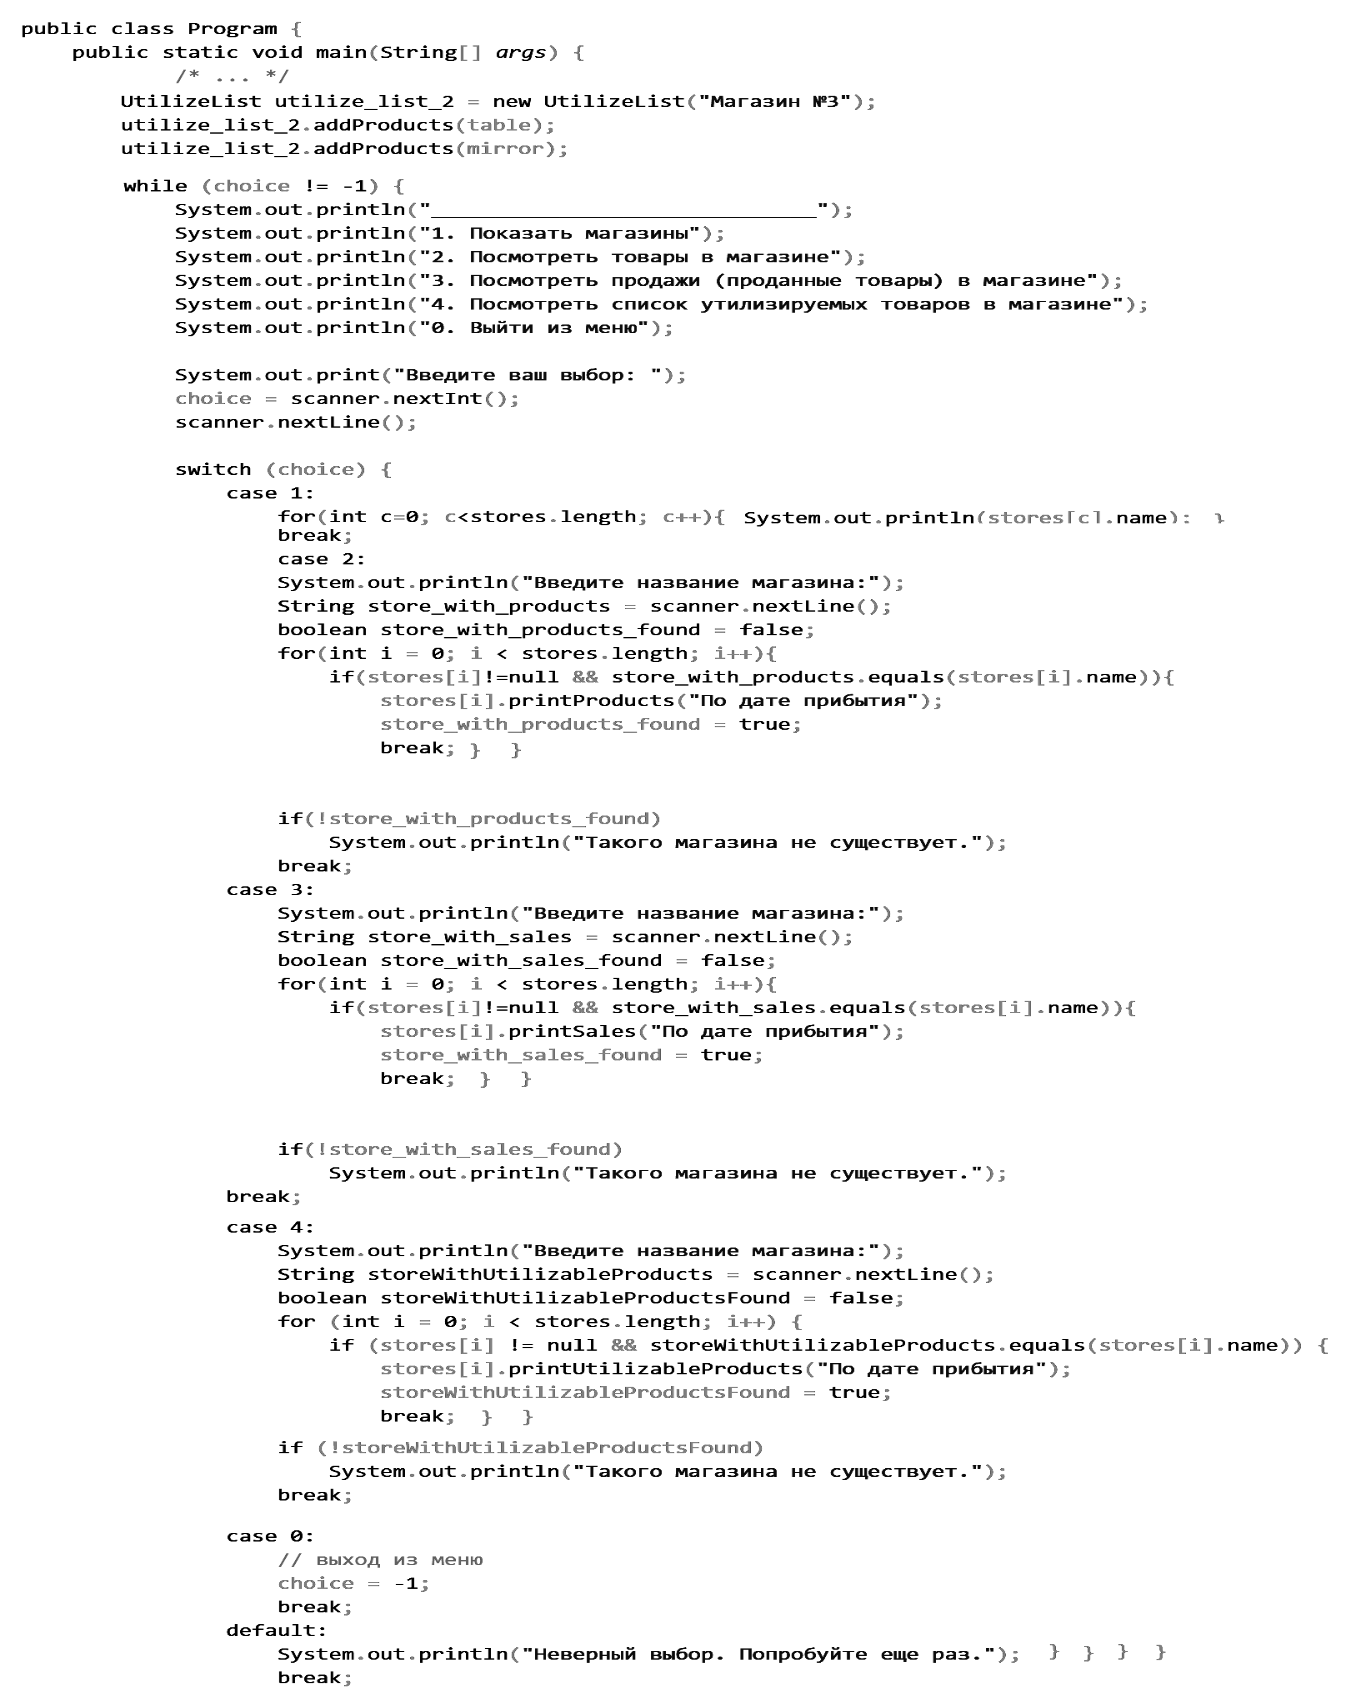 public class Program {
    public static void main(String[] args) {
            /* ... */
        UtilizeList utilize_list_2 = new UtilizeList("Магазин №3");
        utilize_list_2.addProducts(table);
        utilize_list_2.addProducts(mirror);
        while (choice != -1) {
            System.out.println("______________________________");
            System.out.println("1. Показать магазины");
            System.out.println("2. Посмотреть товары в магазине");
            System.out.println("3. Посмотреть продажи (проданные товары) в магазине");
            System.out.println("4. Посмотреть список утилизируемых товаров в магазине");
            System.out.println("0. Выйти из меню");
            System.out.print("Введите ваш выбор: ");
            choice = scanner.nextInt();
            scanner.nextLine();
            switch (choice) {
                case 1:
                    for(int c=0; c<stores.length; c++){ System.out.println(stores[c].name); }
                    break;
                    case 2:
                    System.out.println("Введите название магазина:");
                    String store_with_products = scanner.nextLine();
                    boolean store_with_products_found = false;
                    for(int i = 0; i < stores.length; i++){
                        if(stores[i]!=null && store_with_products.equals(stores[i].name)){
                            stores[i].printProducts("По дате прибытия");
                            store_with_products_found = true;
                            break; } }
                    if(!store_with_products_found)
                        System.out.println("Такого магазина не существует.");
                    break;
                case 3:
                    System.out.println("Введите название магазина:");
                    String store_with_sales = scanner.nextLine();
                    boolean store_with_sales_found = false;
                    for(int i = 0; i < stores.length; i++){
                        if(stores[i]!=null && store_with_sales.equals(stores[i].name)){
                            stores[i].printSales("По дате прибытия");
                            store_with_sales_found = true;
                            break; } }
                    if(!store_with_sales_found)
                        System.out.println("Такого магазина не существует.");
                break;
                case 4:
                    System.out.println("Введите название магазина:");
                    String storeWithUtilizableProducts = scanner.nextLine();
                    boolean storeWithUtilizableProductsFound = false;
                    for (int i = 0; i < stores.length; i++) {
                        if (stores[i] != null && storeWithUtilizableProducts.equals(stores[i].name)) {
                            stores[i].printUtilizableProducts("По дате прибытия");
                            storeWithUtilizableProductsFound = true;
                            break; } }
                    if (!storeWithUtilizableProductsFound)
                        System.out.println("Такого магазина не существует.");
                    break;
                case 0:
                    // выход из меню
                    choice = -1;
                    break;
                default:
                    System.out.println("Неверный выбор. Попробуйте еще раз."); } } } }
                    break;